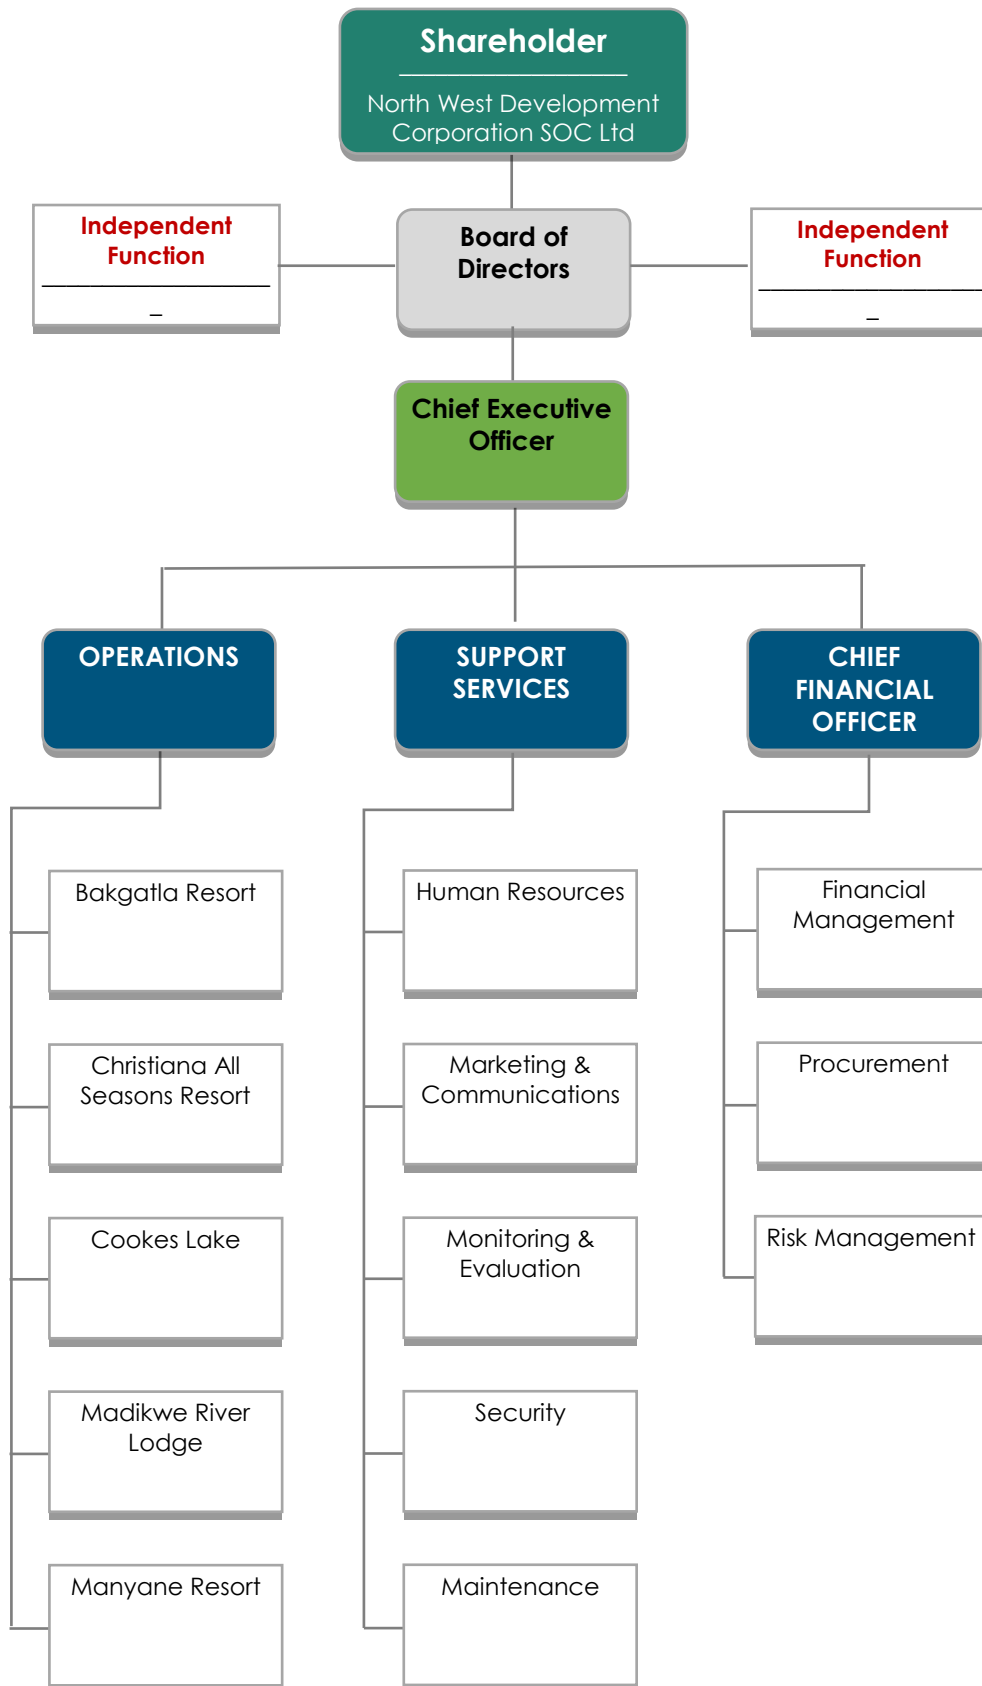 Shareholder
North West Development
Corporation SOC Ltd
Independent
Function
Board of
Directors
Independent
Function
Chief Executive
Officer
OPERATIONS
SUPPORT
SERVICES
CHIEF
FINANCIAL
OFFICER
Bakgatla Resort
Human Resources
Financial
Management
Christiana All
Seasons Resort
Marketing &
Communications
Procurement
Cookes Lake
Monitoring &
Evaluation
Risk Management
Madikwe River
Lodge
Security
Manyane Resort
Maintenance